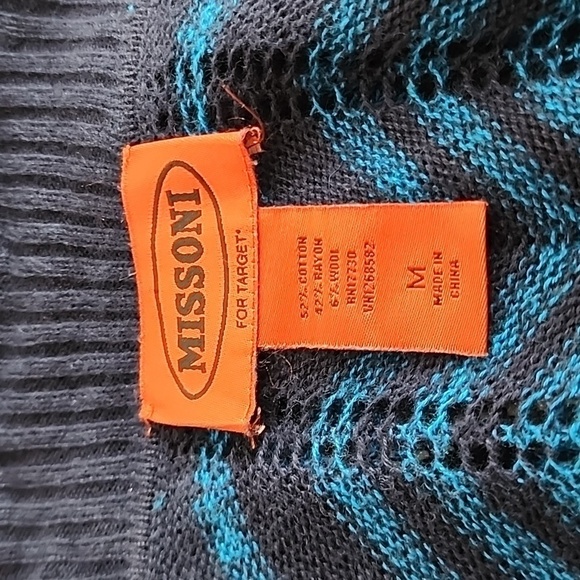 MISSONI
FOR TARGET*
52% COTTON
42% RAYON
6% WOOL
RN17730
VN1268582
M
MADE IN
CHINA